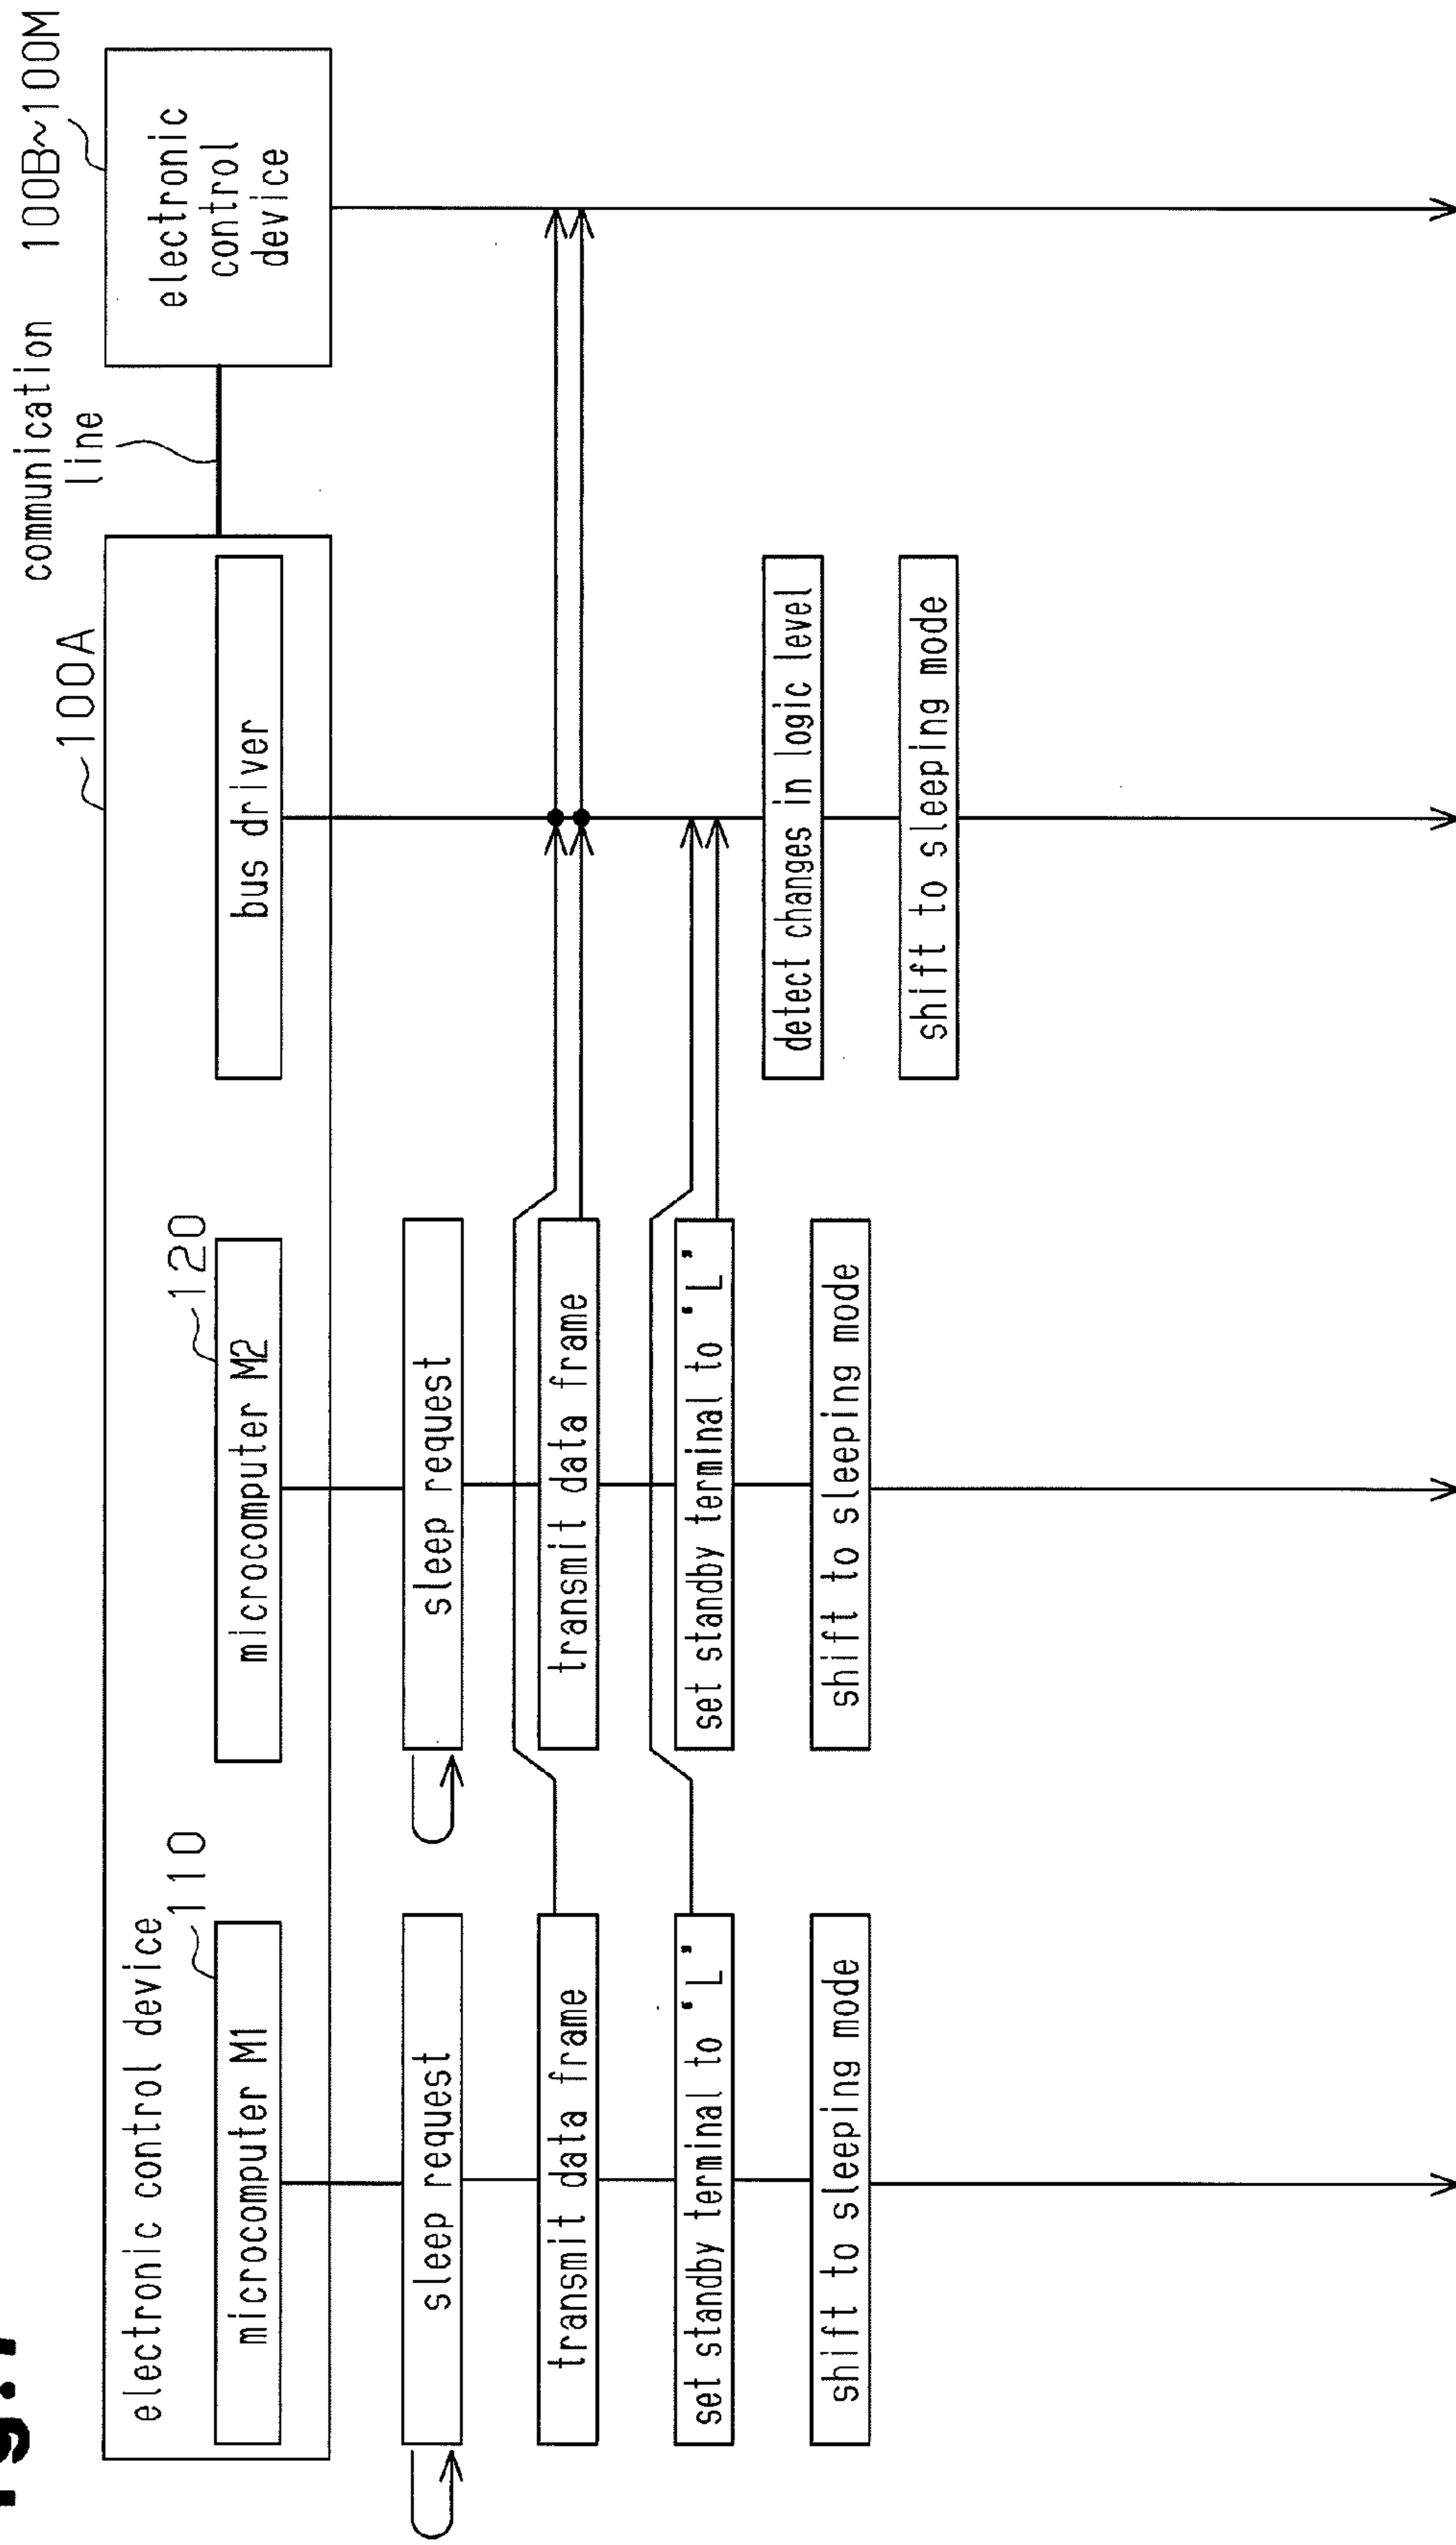 electronic control device
100A
communication
line
100B~100M
110
120
microcomputer M1
microcomputer M2
bus driver
electronic
control
device
sleep request
sleep request
transmit data frame
transmit data frame
set standby terminal to "L"
set standby terminal to "L"
detect changes in logic level
shift to sleeping mode
shift to sleeping mode
shift to sleeping mode